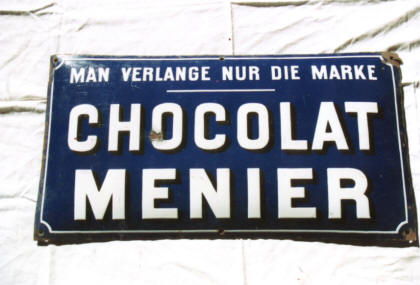 MAN VERLANGE NUR DIE MARKE
CHOCOLAT
MENIER